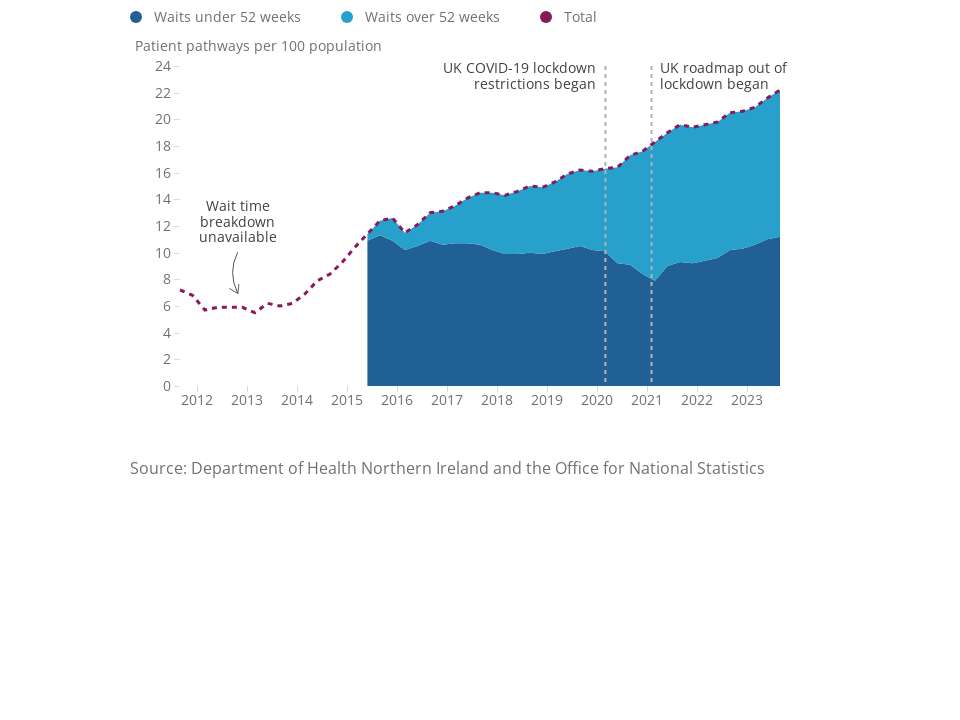 Waits under 52 weeks
Waits over 52 weeks
Total
Patient pathways per 100 population
UK COVID-19 lockdown
restrictions began
UK roadmap out of
lockdown began
Wait time
breakdown
unavailable
24
22
20
18
16
14
12
10
8
6
4
2
0
2012
2013
2014
2015
2016
2017
2018
2019
2020
2021
2022
2023
Source: Department of Health Northern Ireland and the Office for National Statistics